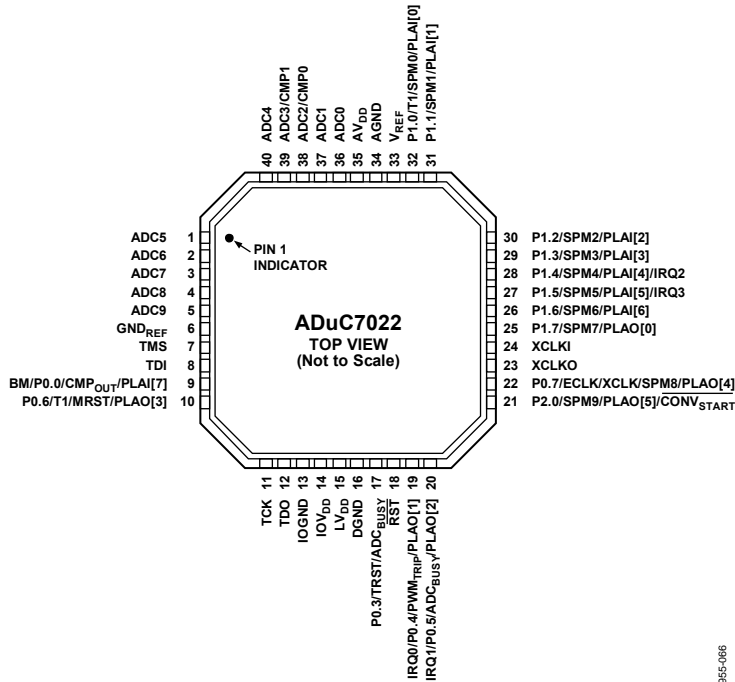 40 ADC4
39 ADC3/CMP1
38 ADC2/CMP0
37 ADC1
36 ADC0
35 AVDD
34 AGND
33 VREF
32 P1.0/T1/SPM0/PLAI[0]
31 P1.1/SPM1/PLAI[1]
ADC5 1
ADC6 2
ADC7 3
ADC8 4
ADC9 5
GNDREF 6
TMS 7
TDI 8
BM/P0.0/CMPOUT/PLAI[7] 9
P0.6/T1/MRST/PLAO[3] 10
PIN 1
INDICATOR
ADuC7022
TOP VIEW
(Not to Scale)
30 P1.2/SPM2/PLAI[2]
29 P1.3/SPM3/PLAI[3]
28 P1.4/SPM4/PLAI[4]/IRQ2
27 P1.5/SPM5/PLAI[5]/IRQ3
26 P1.6/SPM6/PLAI[6]
25 P1.7/SPM7/PLAO[0]
24 XCLKI
23 XCLKO
22 P0.7/ECLK/XCLK/SPM8/PLAO[4]
21 P2.0/SPM9/PLAO[5]/CONVSTART
TCK 11
TDO 12
IOGND 13
IOVDD 14
LVDD 15
DGND 16
P0.3/TRST/ADCBUSY 17
RST 18
IRQ0/P0.4/PWMTRIP/PLAO[1] 19
IRQ1/P0.5/ADCBUSY/PLAO[2] 20
955-066